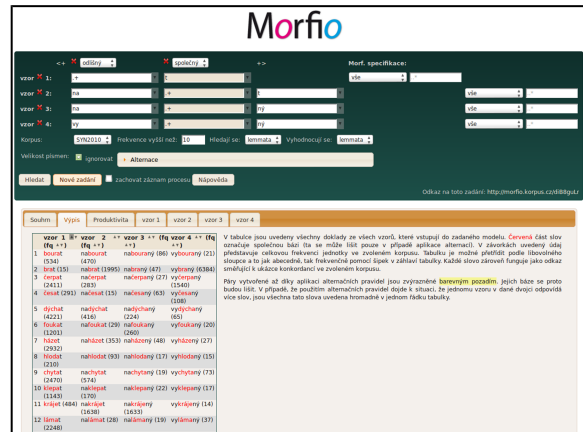 Morfio
<+ odlišný společný +> Morf. specifikace:
vzor 1: .+ t vše .*
vzor 2: na .+ t vše .*
vzor 3: na .+ ný vše .*
vzor 4: vy .+ ný vše .*
Korpus: SYN2010 Frekvence vyšší než: 10 Hledají se: lemmata Vyhodnocují se: lemmata
Velikost písmen: ignorovat Alternace
Hledat Nové zadání zachovat záznam procesu Nápověda
Odkaz na toto zadání: http://morfio.korpus.cz/
Souhrn Výpis Produktivita vzor 1 vzor 2 vzor 3 vzor 4
vzor 1 (fq) vzor 2 (fq) vzor 3 (fq) vzor 4 (fq)
1 bourat (534) nabourat (470) nabouraný (86) vybouraný (21)
2 brat (15) nabrat (1995) nabraný (47) vybraný (6384)
3 čerpat (2411) načerpat (283) načerpaný (27) vyčerpaný (1540)
4 česat (291) načesat (15) načesaný (63) vyčesaný (108)
5 dýchat (4221) nadýchat (416) nadýchaný (224) vydýchaný (65)
6 foukat (1201) nafoukat (29) nafoukaný (260) vyfoukaný (20)
7 házet (2932) naházet (353) naházený (48) vyházený (27)
8 hlodat (210) nahlodat (93) nahlodaný (17) vyhlodaný (15)
9 chytat (2470) nachytat (574) nachytaný (19) vychytaný (73)
10 klepat (1143) naklepat (170) naklepaný (22) vyklepaný (17)
11 krájet (484) nakrájet (1638) nakrájený (1633) vykrájený (14)
12 lámat (2248) nalámat (28) nalámaný (19) vylámaný (37)
V tabulce jsou uvedeny všechny doklady ze všech vzorů, které vstupují do zadaného modelu. Červená část slov
označuje společnou bázi (ta se může lišit pouze v případě aplikace alternací). V závorkách uvedený údaj
představuje celkovou frekvenci jednotky ve zvoleném korpusu. Tabulku je možné přetřídit podle libovolného
sloupce a to jak abecedně, tak frekvenčně pomocí šipek v záhlaví tabulky. Každé slovo zároveň funguje jako odkaz
směřující k ukázce konkordancí ve zvoleném korpusu.
Páry vytvořené až díky aplikaci alternačních pravidel jsou zvýrazněné barevným pozadím. Jejich báze se proto
budou lišit. V případě, že použitím alternačních pravidel dojde k situaci, že jednomu vzoru v dané dvojici odpovídá
více slov, jsou všechna tato slova uvedena hromadně v jednom řádku tabulky.